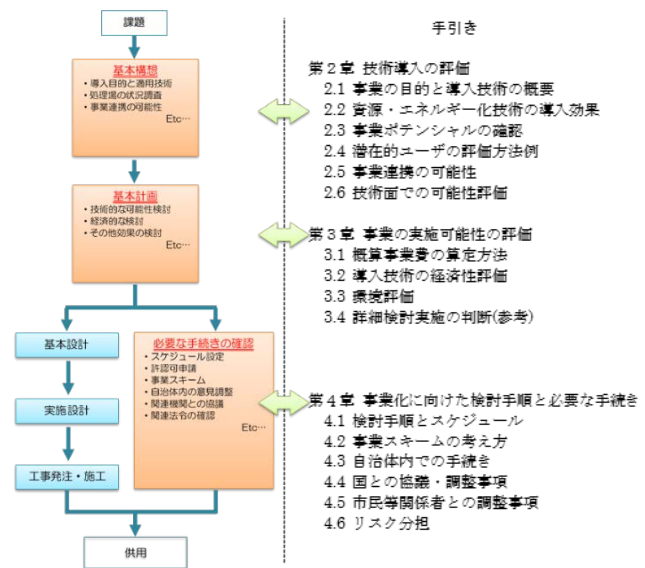 課題
基本構想
・導入目的と適用技術
・処理場の状況調査
・事業連携の可能性
Etc…
基本計画
・技術的な可能性検討
・経済的な検討
・その他効果の検討
Etc…
基本設計
実施設計
工事発注・施工
必要な手続きの確認
・スケジュール設定
・許認可申請
・事業スキーム
・自治体内の意見調整
・関連機関との協議
・関連法令の確認
Etc…
供用
手引き
第2章 技術導入の評価
2.1 事業の目的と導入技術の概要
2.2 資源・エネルギー化技術の導入効果
2.3 事業ポテンシャルの確認
2.4 潜在的ユーザの評価方法例
2.5 事業連携の可能性
2.6 技術面での可能性評価
第3章 事業の実施可能性の評価
3.1 概算事業費の算定方法
3.2 導入技術の経済性評価
3.3 環境評価
3.4 詳細検討実施の判断(参考)
第4章 事業化に向けた検討手順と必要な手続き
4.1 検討手順とスケジュール
4.2 事業スキームの考え方
4.3 自治体内での手続き
4.4 国との協議・調整事項
4.5 市民等関係者との調整事項
4.6 リスク分担